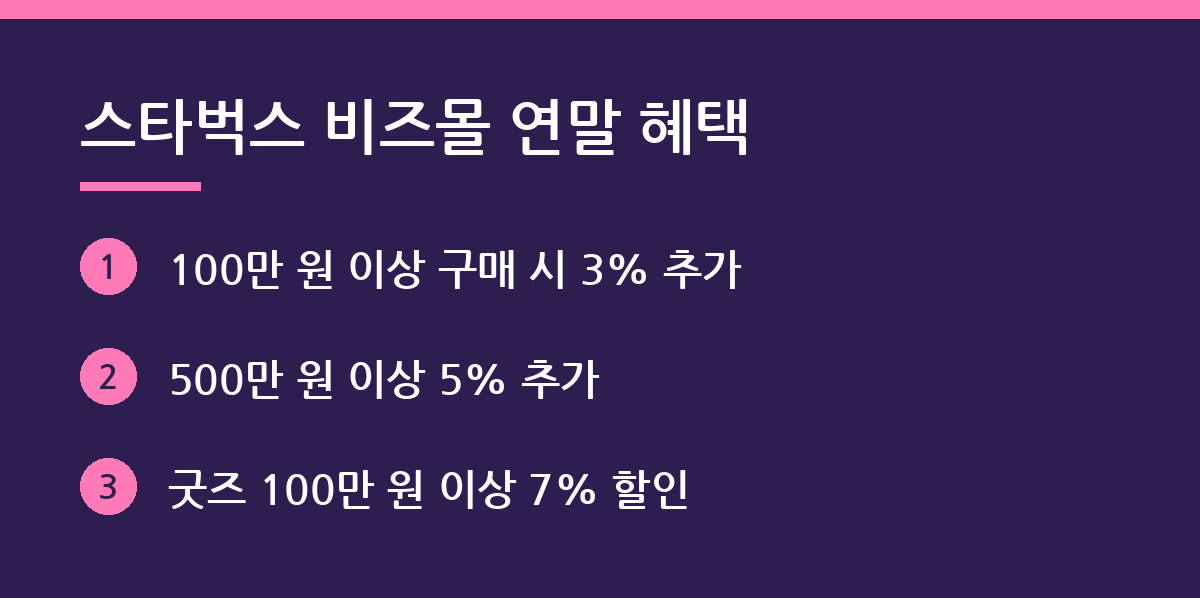 스타벅스 비즈몰 연말 혜택
1 100만 원 이상 구매 시 3% 추가
2 500만 원 이상 5% 추가
3 굿즈 100만 원 이상 7% 할인